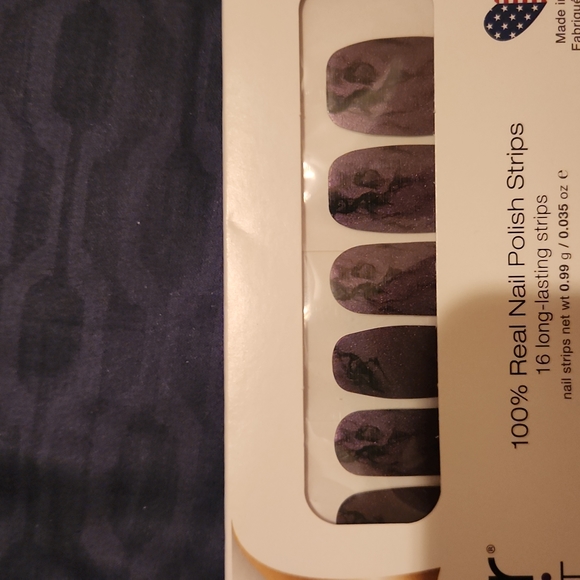 Made
Fabriqué
100% Real Nail Polish Strips
16 long-lasting strips
nail strips net wt 0.99 g / 0.035 oz e
r®
T